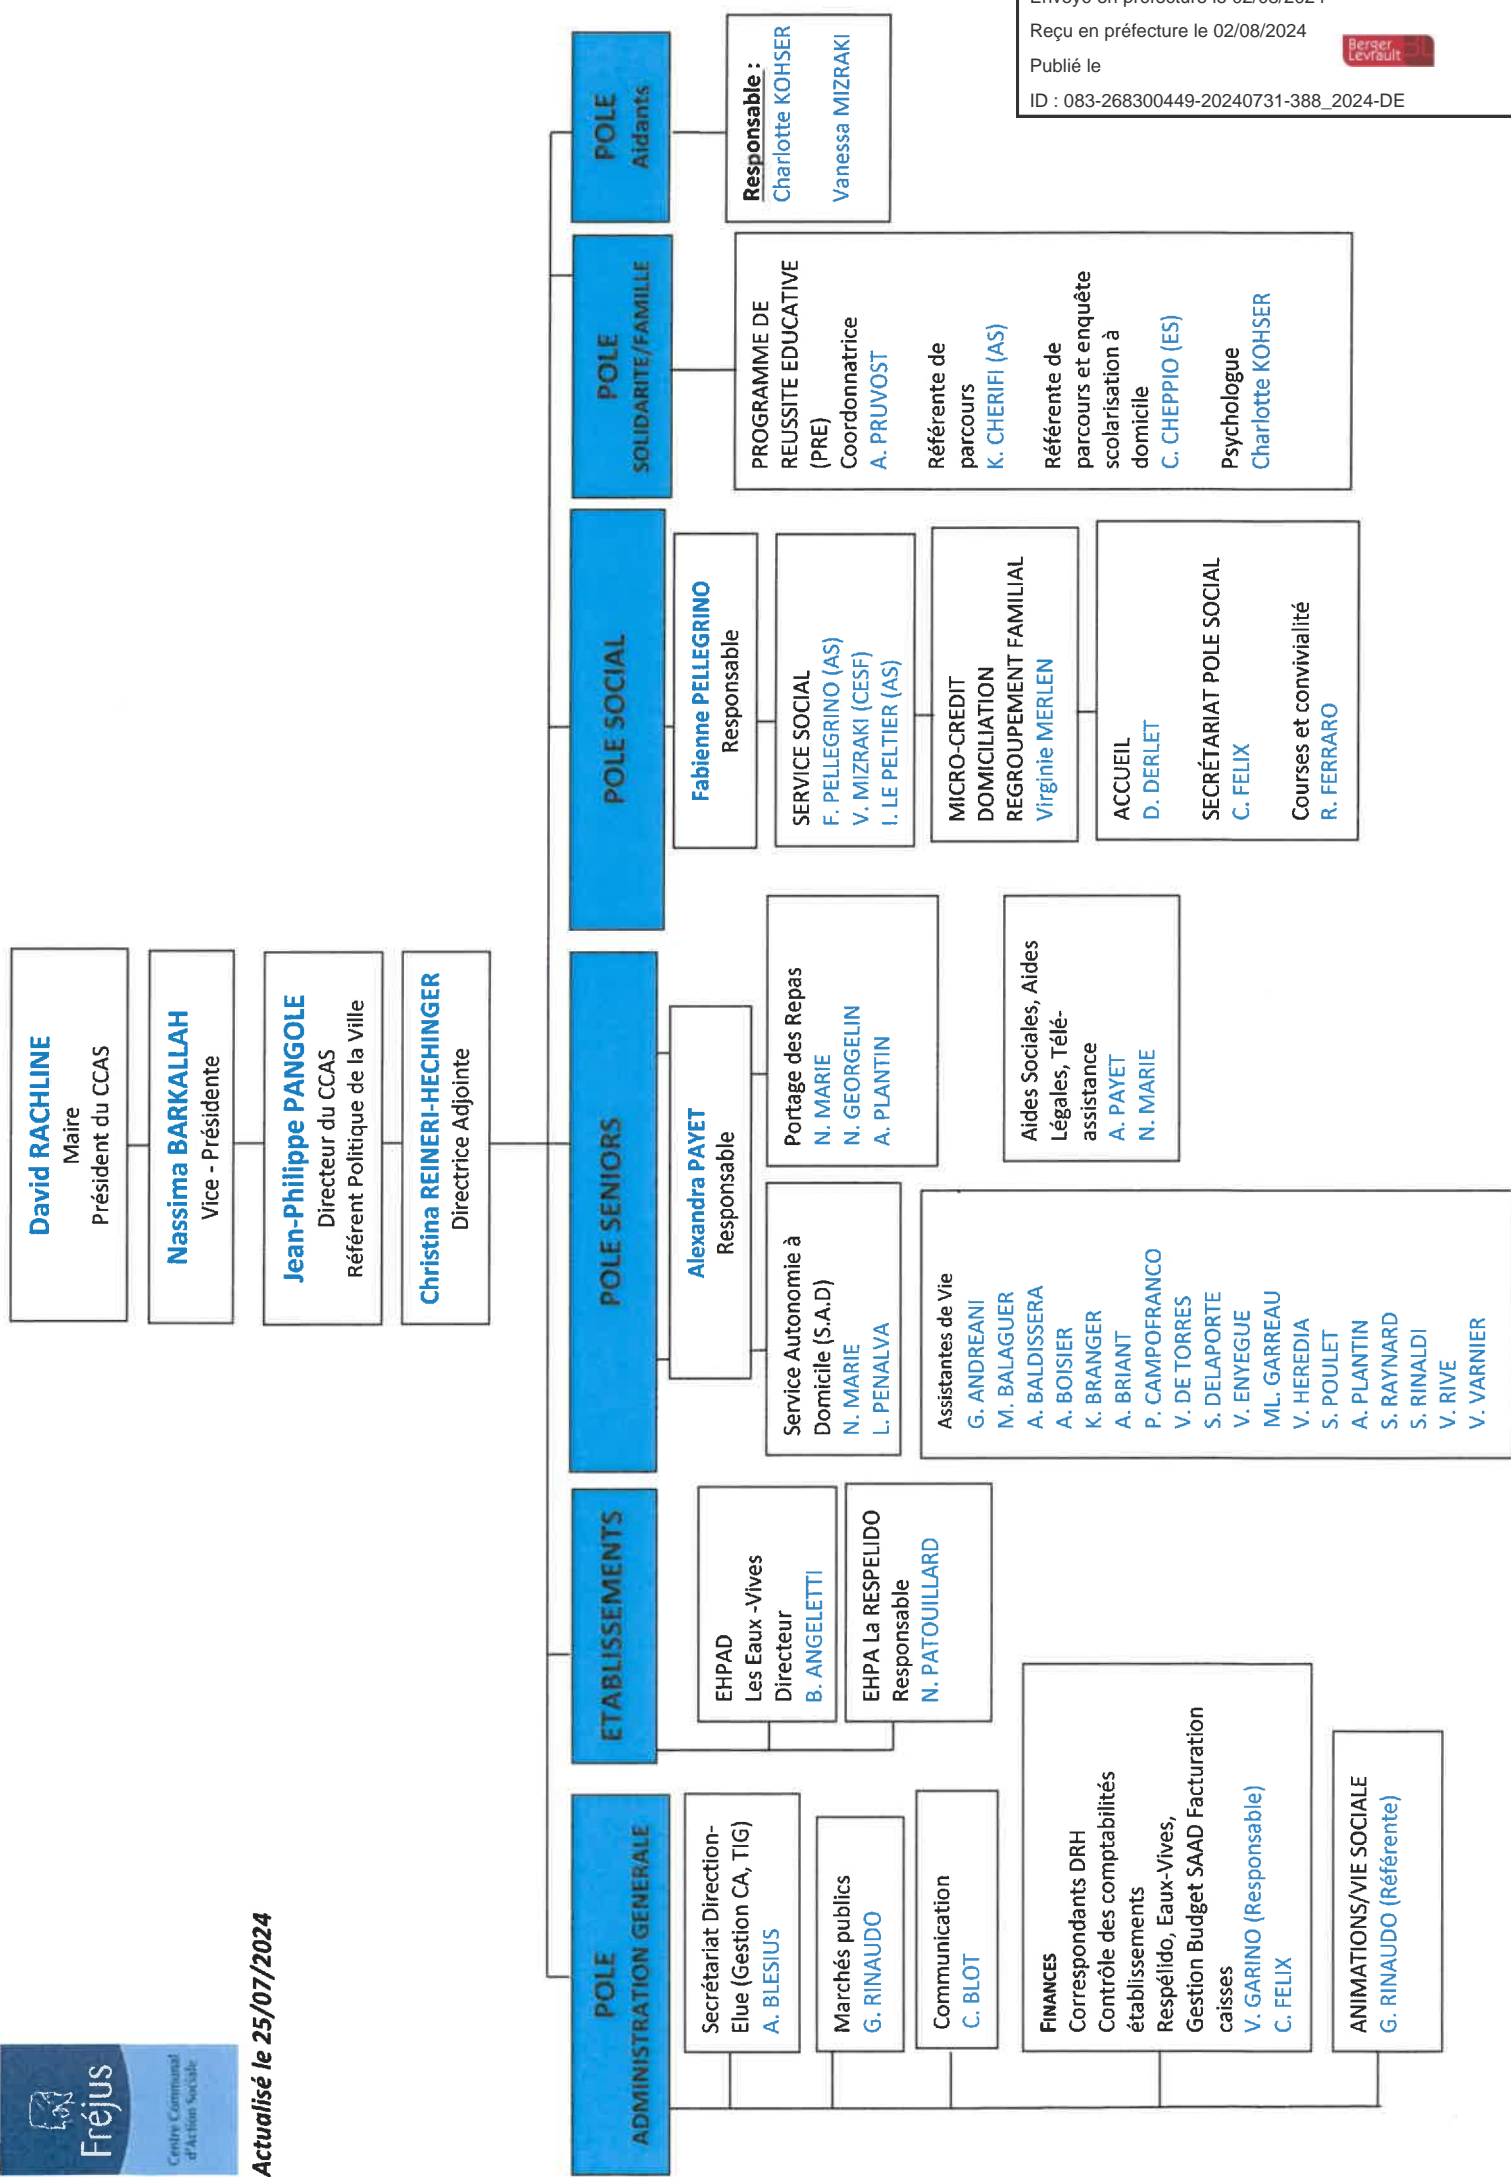 Envoyé en préfecture le 02/08/2024
Reçu en préfecture le 02/08/2024
Publié le
Berger
Levrault
ID : 083-268300449-20240731-388_2024-DE
Fréjus
Centre Communal
d'Action Sociale
Actualisé le 25/07/2024
David RACHLINE
Maire
Président du CCAS
Nassima BARKALLAH
Vice - Présidente
Jean-Philippe PANGOLE
Directeur du CCAS
Référent Politique de la Ville
Christina REINERI-HECHINGER
Directrice Adjointe
POLE
ADMINISTRATION GENERALE
Secrétariat Direction-
Elue (Gestion CA, TIG)
A. BLESIUS
Marchés publics
G. RINAUDO
Communication
C. BLOT
FINANCES
Correspondants DRH
Contrôle des comptabilités
établissements
Respélido, Eaux-Vives,
Gestion Budget SAAD Facturation
caisses
V. GARINO (Responsable)
C. FELIX
ANIMATIONS/VIE SOCIALE
G. RINAUDO (Référente)
ETABLISSEMENTS
EHPAD
Les Eaux -Vives
Directeur
B. ANGELETTI
EHPA La RESPELIDO
Responsable
N. PATOUILLARD
POLE SENIORS
Alexandra PAYET
Responsable
Service Autonomie à
Domicile (S.A.D)
N. MARIE
L. PENALVA
Portage des Repas
N. MARIE
N. GEORGELIN
A. PLANTIN
Assistantes de Vie
G. ANDREANI
M. BALAGUER
A. BALDISSERA
A. BOISIER
K. BRANGER
A. BRIANT
P. CAMPOFRANCO
V. DE TORRES
S. DELAPORTE
V. ENYEGUE
ML. GARREAU
V. HEREDIA
S. POULET
A. PLANTIN
S. RAYNARD
S. RINALDI
V. RIVE
V. VARNIER
Aides Sociales, Aides
Légales, Télé-
assistance
A. PAYET
N. MARIE
POLE SOCIAL
Fabienne PELLEGRINO
Responsable
SERVICE SOCIAL
F. PELLEGRINO (AS)
V. MIZRAKI (CESF)
I. LE PELTIER (AS)
MICRO-CREDIT
DOMICILIATION
REGROUPEMENT FAMILIAL
Virginie MERLEN
ACCUEIL
D. DERLET
SECRÉTARIAT POLE SOCIAL
C. FELIX
Courses et convivialité
R. FERRARO
POLE
SOLIDARITE/FAMILLE
PROGRAMME DE
REUSSITE EDUCATIVE
(PRE)
Coordonnatrice
A. PRUVOST
Référente de
parcours
K. CHERIFI (AS)
Référente de
parcours et enquête
scolarisation à
domicile
C. CHEPPIO (ES)
Psychologue
Charlotte KOHSER
POLE
Aidants
Responsable :
Charlotte KOHSER
Vanessa MIZRAKI